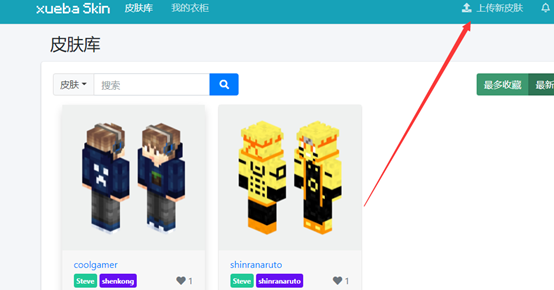 xueba Skin 皮肤库 我的衣柜 上传新皮肤
皮肤库
皮肤 搜索 最多收藏 最新
coolgamer shinranaruto
Steve shenkong 1 Steve shinranaruto 1